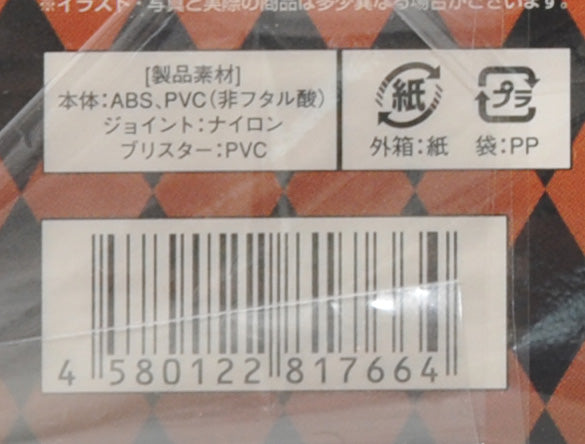 ※イラスト・写真と実際の商品は多少異なる場合がございます。
[製品素材]
本体：ABS、PVC（非フタル酸）
ジョイント：ナイロン
ブリスター：PVC
紙
外箱：紙
プラ
袋：PP
4 580122 817664